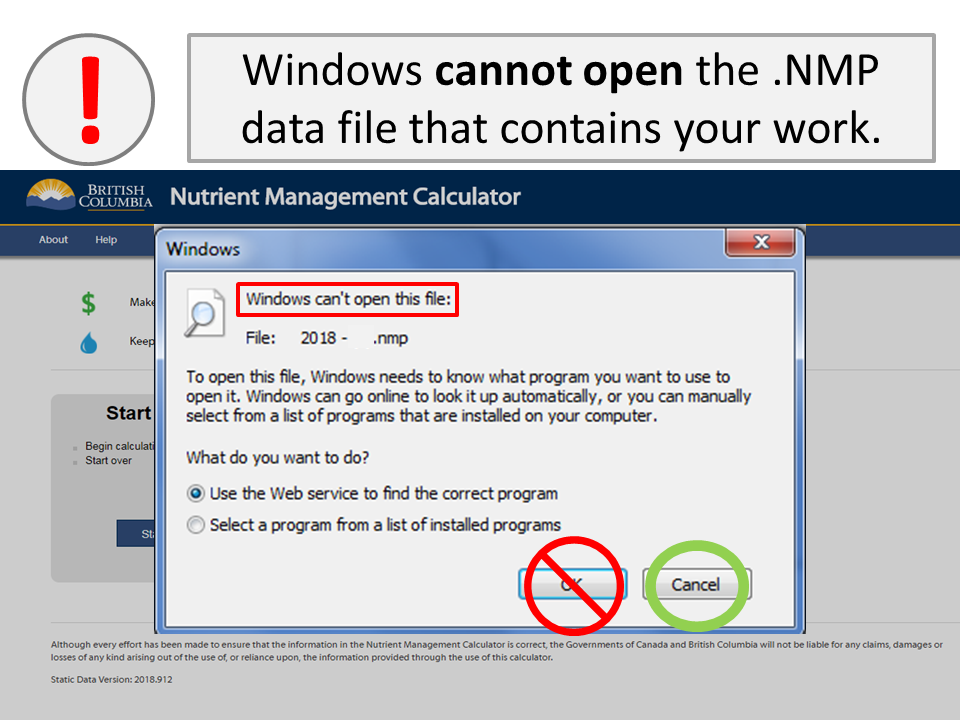 !
Windows cannot open the .NMP
data file that contains your work.
BRITISH
COLUMBIA
Nutrient Management Calculator
About Help
Windows
x
Windows can't open this file:
File: 2018 - .nmp
Make
Keep
To open this file, Windows needs to know what program you want to use to
open it. Windows can go online to look it up automatically, or you can manually
select from a list of programs that are installed on your computer.
What do you want to do?
Use the Web service to find the correct program
Select a program from a list of installed programs
OK Cancel
$
Start
Begin calculati
Start over
St
Although every effort has been made to ensure that the information in the Nutrient Management Calculator is correct, the Governments of Canada and British Columbia will not be liable for any claims, damages or
losses of any kind arising out of the use of, or reliance upon, the information provided through the use of this calculator.
Static Data Version: 2018.912